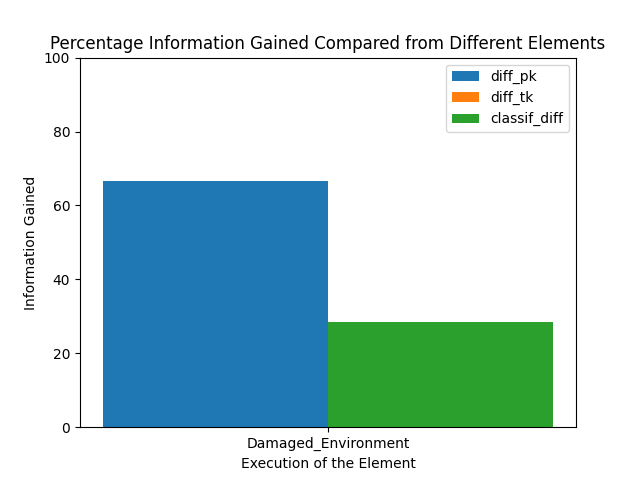 Percentage Information Gained Compared from Different Elements
100
80
60
40
20
0
Information Gained
diff_pk
diff_tk
classif_diff
Damaged_Environment
Execution of the Element